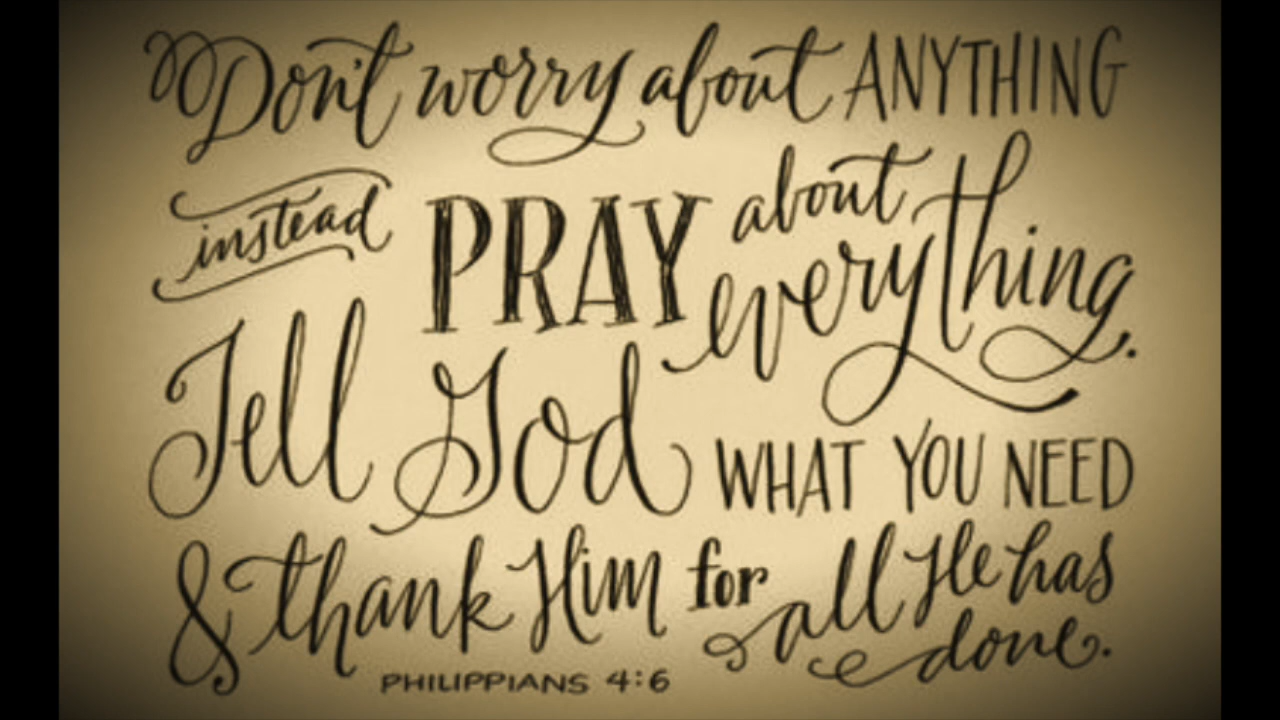 Don't worry about ANYTHING
instead PRAY about everything.
Tell God WHAT YOU NEED
& thank Him for all He has done.
PHILIPPIANS 4:6